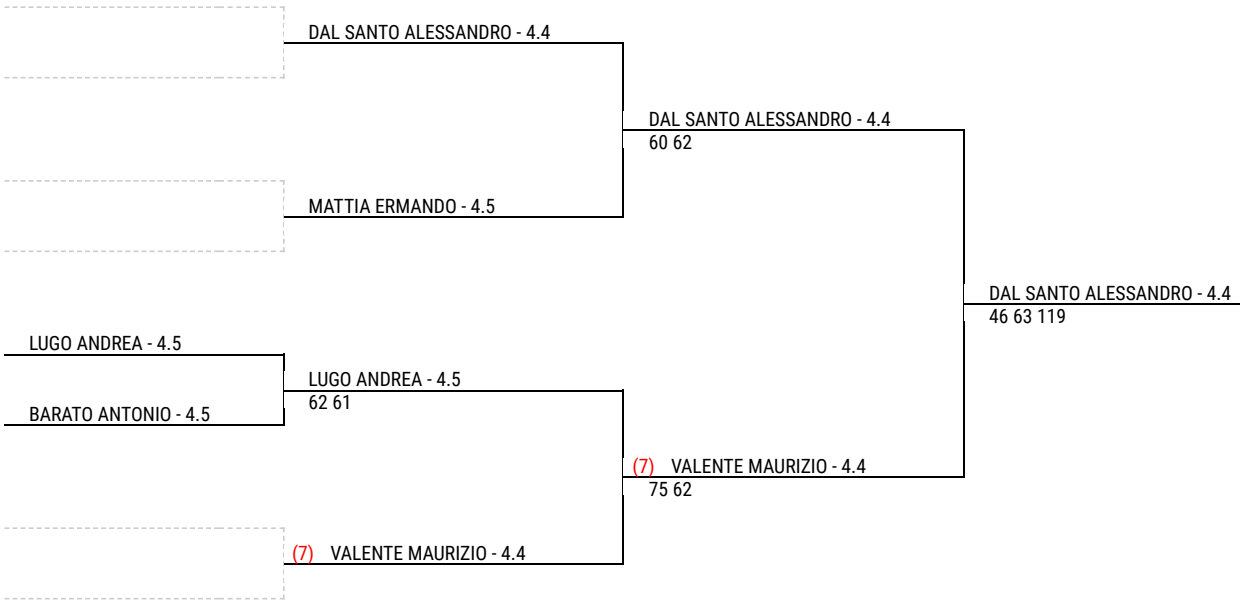 DAL SANTO ALESSANDRO - 4.4
DAL SANTO ALESSANDRO - 4.4
60 62
MATTIA ERMANDO - 4.5
DAL SANTO ALESSANDRO - 4.4
46 63 119
LUGO ANDREA - 4.5
LUGO ANDREA - 4.5
62 61
BARATO ANTONIO - 4.5
(7) VALENTE MAURIZIO - 4.4
75 62
(7) VALENTE MAURIZIO - 4.4